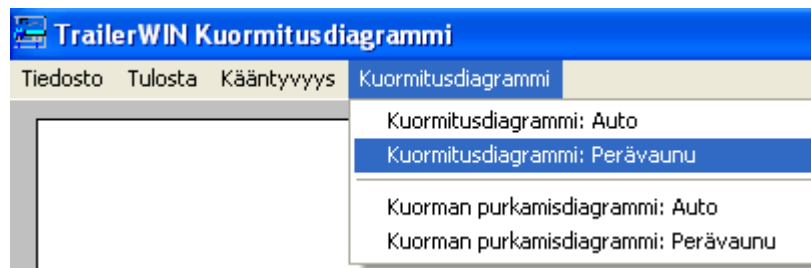 TrailerWIN Kuormitusdiagrammi
Tiedosto Tulosta Kääntyvyys Kuormitusdiagrammi
Kuormitusdiagrammi: Auto
Kuormitusdiagrammi: Perävaunu
Kuorman purkamisdiagrammi: Auto
Kuorman purkamisdiagrammi: Perävaunu